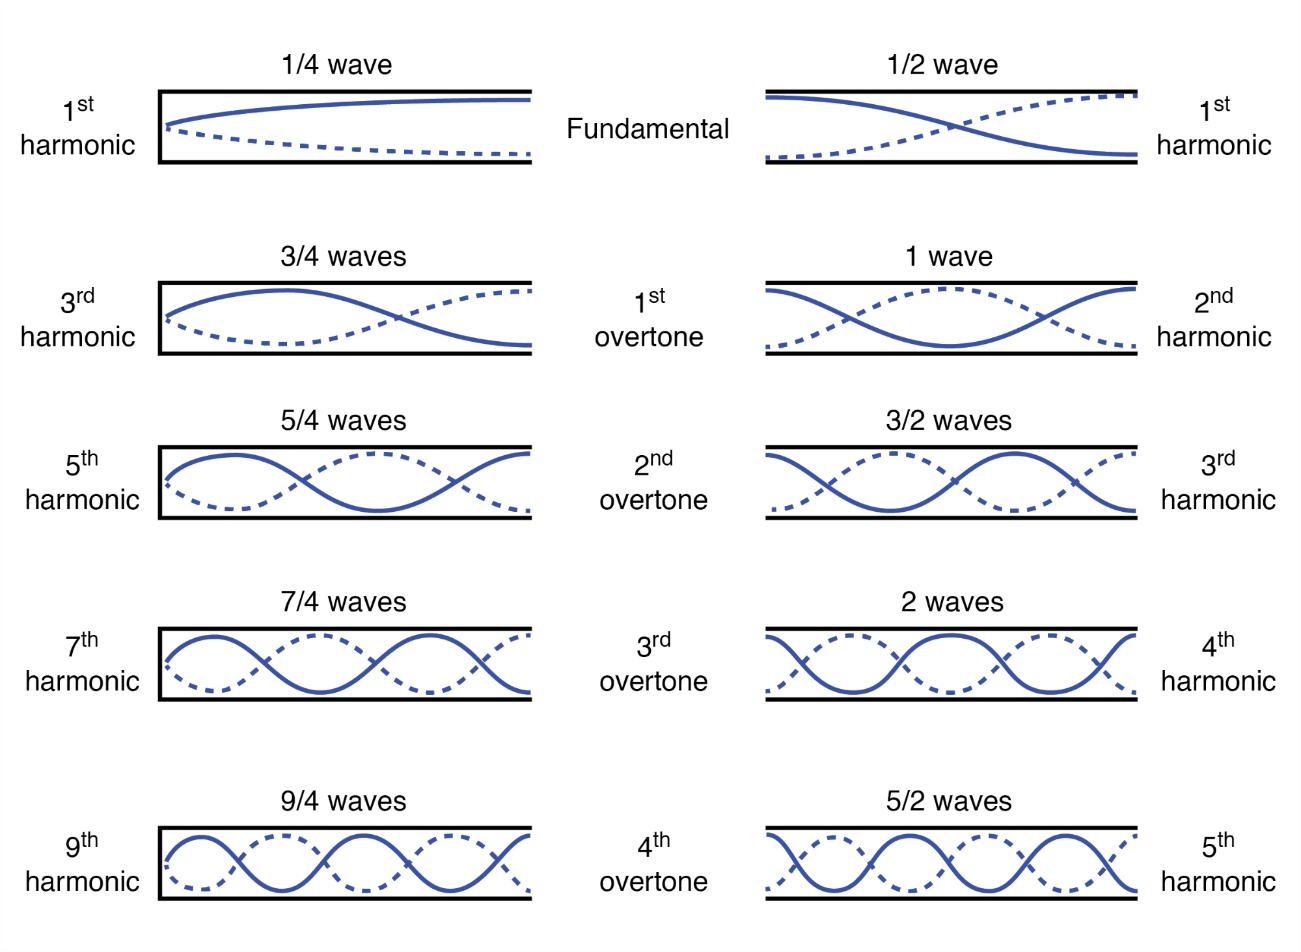 1/4 wave
1/2 wave
1st
harmonic
Fundamental
1st
harmonic
3/4 waves
1 wave
3rd
harmonic
1st
overtone
2nd
harmonic
5/4 waves
3/2 waves
5th
harmonic
2nd
overtone
3rd
harmonic
7/4 waves
2 waves
7th
harmonic
3rd
overtone
4th
harmonic
9/4 waves
5/2 waves
9th
harmonic
4th
overtone
5th
harmonic